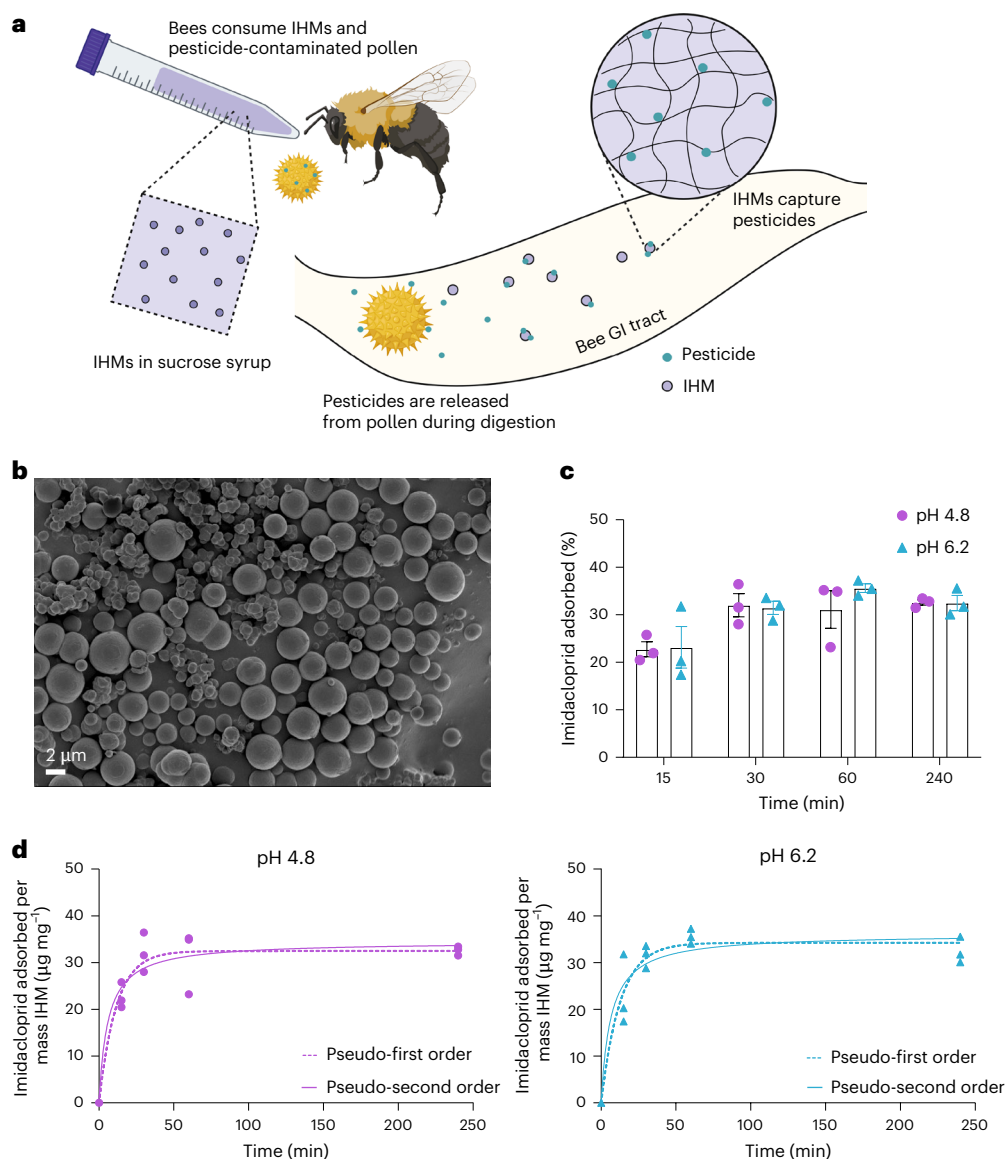 a
Bees consume IHMs and
pesticide-contaminated pollen
IHMs capture
pesticides
IHMs in sucrose syrup
Bee GI tract
Pesticide
IHM
Pesticides are released
from pollen during digestion
b
2 μm
c
Imidacloprid adsorbed (%)
50
40
30
20
10
0
15
30
60
240
Time (min)
pH 4.8
pH 6.2
d
pH 4.8
Imidacloprid adsorbed per
mass IHM (μg mg⁻¹)
50
40
30
20
10
0
Pseudo-first order
Pseudo-second order
0
50
100
150
200
250
Time (min)
pH 6.2
Imidacloprid adsorbed per
mass IHM (μg mg⁻¹)
50
40
30
20
10
0
Pseudo-first order
Pseudo-second order
0
50
100
150
200
250
Time (min)